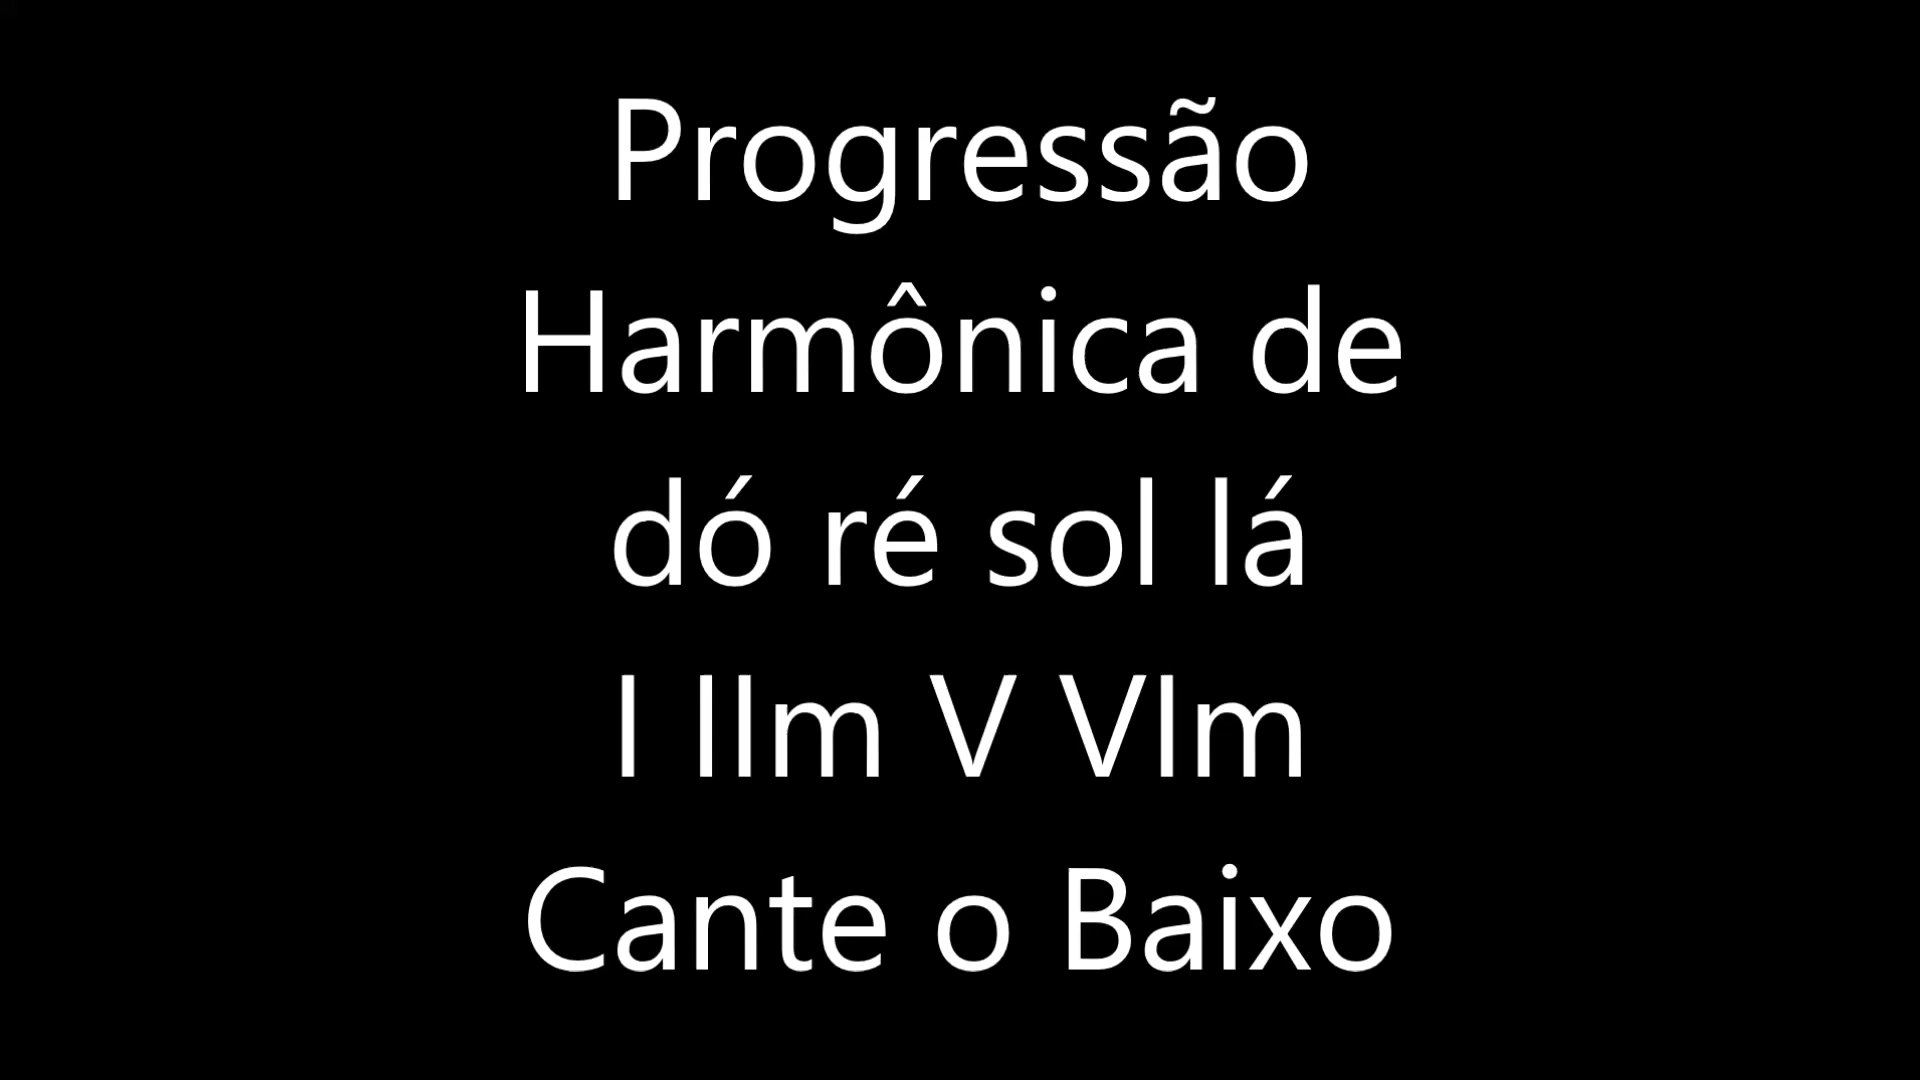 Progressão
Harmônica de
dó ré sol lá
I IIm V VIm
Cante o Baixo